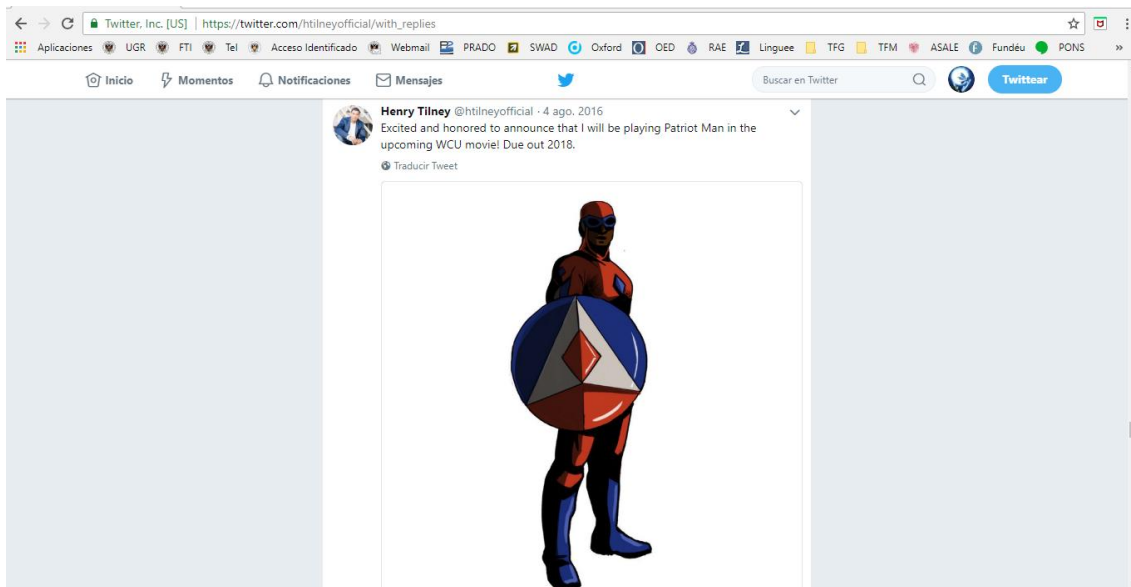 Twitter, Inc. [US] | https://twitter.com/htilneyofficial/with_replies
Aplicaciones UGR FTI Tel Acceso Identificado Webmail PRADO SWAD Oxford OED RAE Linguee TFG TFM ASALE Fundéu PONS »
Inicio Momentos Notificaciones Mensajes Buscar en Twitter Twittear
Henry Tilney @htilneyofficial · 4 ago. 2016
Excited and honored to announce that I will be playing Patriot Man in the
upcoming WCU movie! Due out 2018.
Traducir Tweet